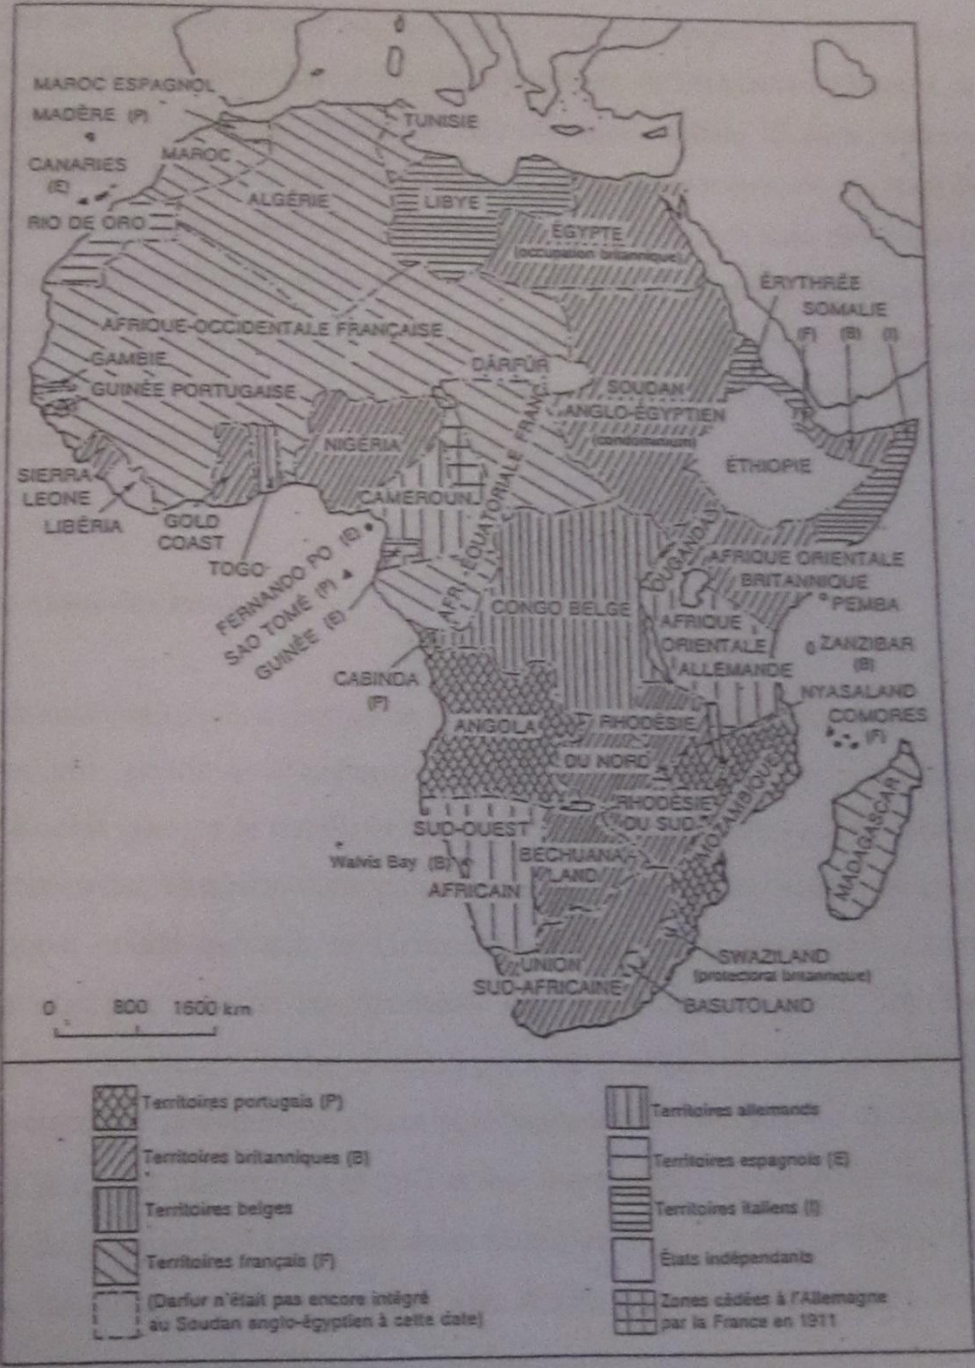 MAROC ESPAGNOL
MADÈRE (P)
TUNISIE
MAROC
CANARIES
(E)
ALGÉRIE
LIBYE
RIO DE ORO
ÉGYPTE
(occupation britannique)
ÉRYTHRÉE
SOMALIE
(F) (B) (I)
AFRIQUE-OCCIDENTALE FRANÇAISE
GAMBIE
DÂRFÛR
GUINÉE PORTUGAISE
SOUDAN
ANGLO-ÉGYPTIEN
(condominium)
NIGÉRIA
ÉTHIOPIE
SIERRA
LEONE
LIBÉRIA
CAMEROUN
GOLD
COAST
TOGO
AFR. ÉQUATORIALE FRANÇ.
OUGANDA
AFRIQUE ORIENTALE
BRITANNIQUE
PEMBA
FERNANDO PO (E)
SAO TOMÉ (P)
GUINÉE (E)
CONGO BELGE
AFRIQUE
ORIENTALE
ALLEMANDE
ZANZIBAR
(B)
CABINDA
(P)
NYASALAND
COMORES
(F)
ANGOLA
RHODÉSIE
DU NORD
RHODÉSIE
DU SUD
MOZAMBIQUE
MADAGASCAR
SUD-OUEST
AFRICAIN
Walvis Bay (B)
BECHUANA-
LAND
UNION
SUD-AFRICAINE
SWAZILAND
(protectorat britannique)
BASUTOLAND
0 800 1600 km
Territoires portugais (P)
Territoires britanniques (B)
Territoires belges
Territoires français (F)
(Darfur n'était pas encore intégré
au Soudan anglo-égyptien à cette date)
Territoires allemands
Territoires espagnols (E)
Territoires italiens (I)
États indépendants
Zones cédées à l'Allemagne
par la France en 1911